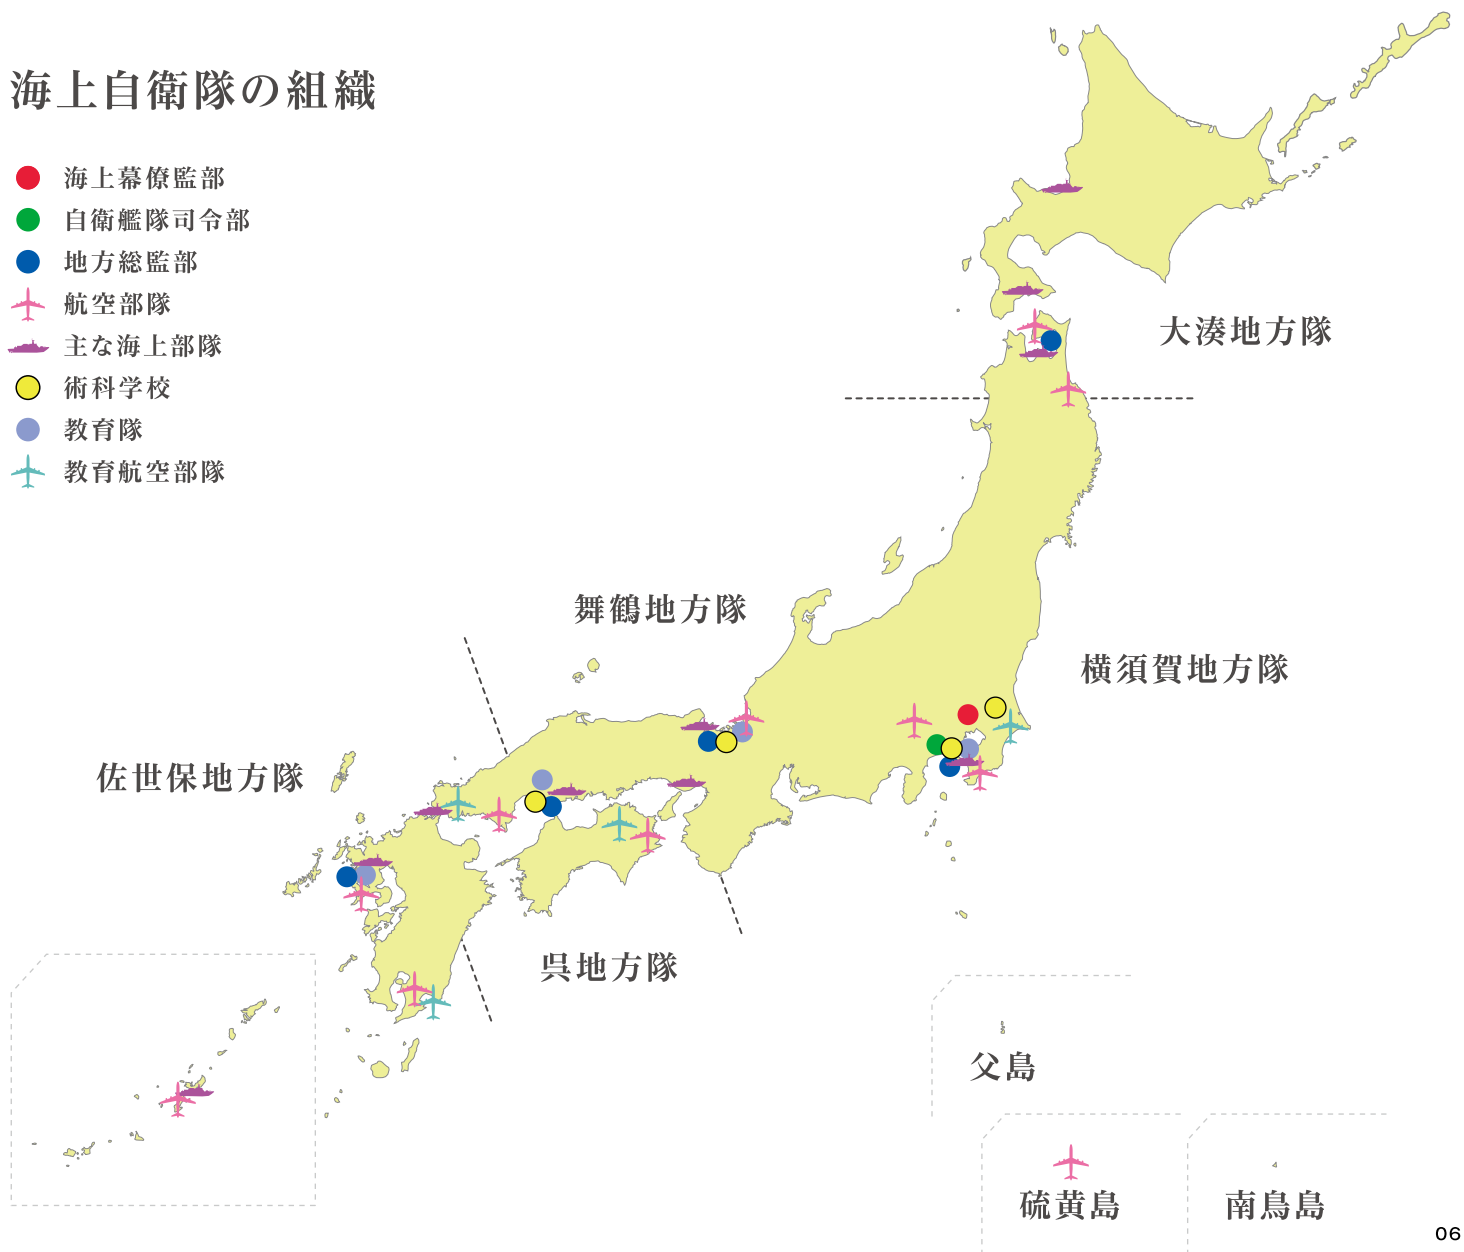 海上自衛隊の組織
海上幕僚監部
自衛艦隊司令部
地方総監部
航空部隊
主な海上部隊
術科学校
教育隊
教育航空部隊
大湊地方隊
舞鶴地方隊
横須賀地方隊
佐世保地方隊
呉地方隊
父島
硫黄島
南鳥島
06